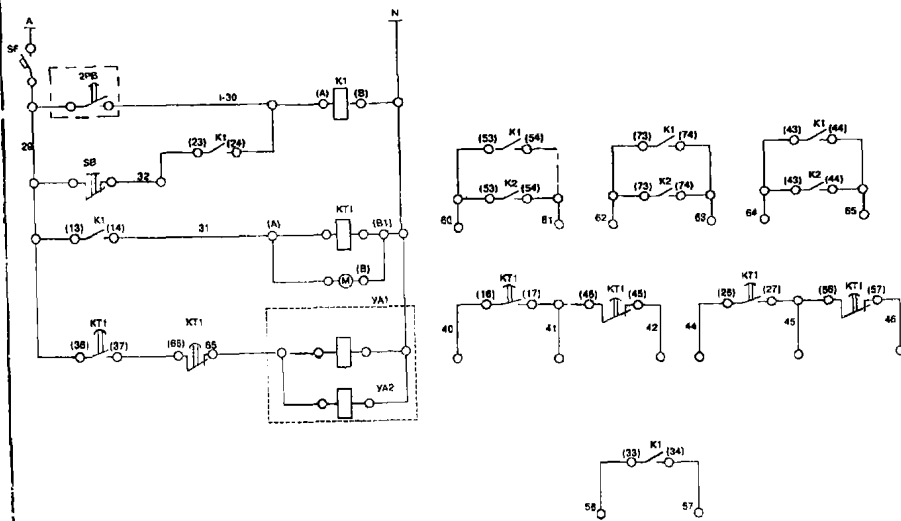 A N
SF
2PB
1-30 (A) K1 (B)
29
(23) K1 (24)
SB
32
(13) K1 (14) 31 (A) KT1 (B1)
M (B)
YA1
KT1 KT1
(36) (37) (66) 65
YA2
K1 K1 K1
(53) (54) (73) (74) (43) (44)
K2 K2 K2
(53) (54) (73) (74) (43) (44)
60 61 62 63 64 65
KT1 KT1 KT1 KT1
(16) (17) (46) (45) (26) (27) (56) (57)
40 41 42 44 45 46
K1
(33) (34)
56 57